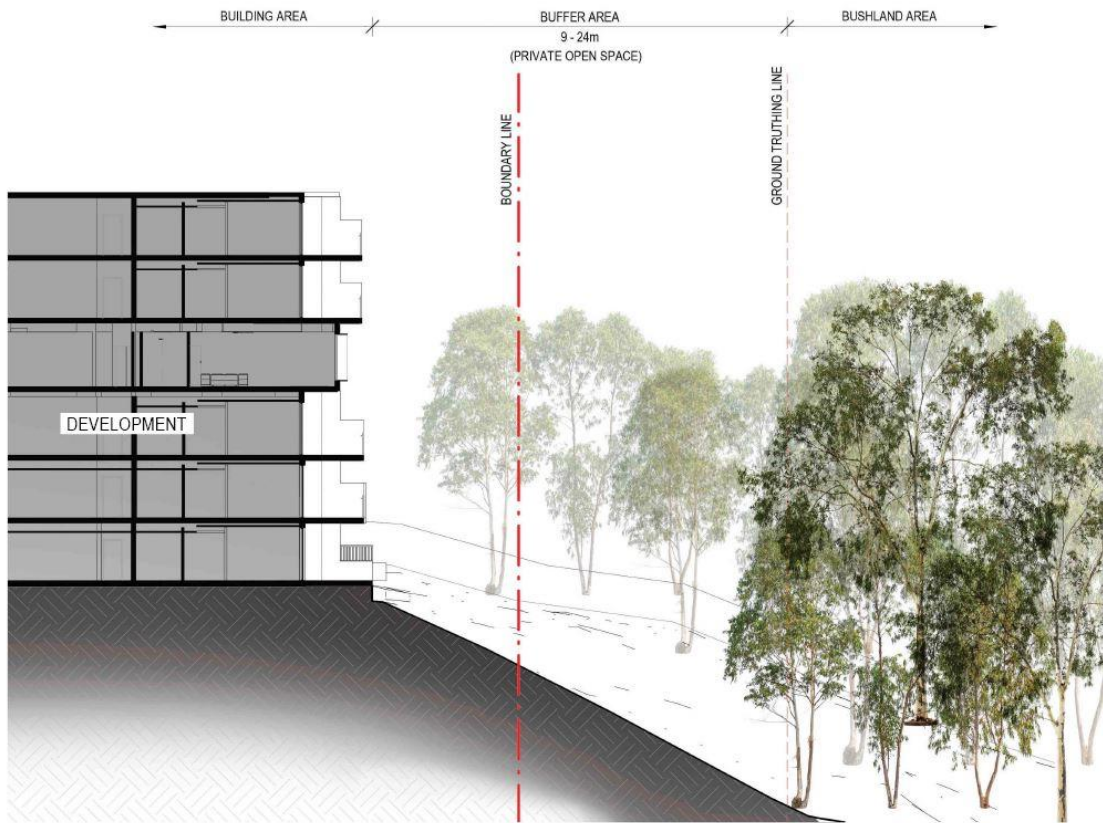 BUILDING AREA
BUFFER AREA
BUSHLAND AREA
9 - 24m
(PRIVATE OPEN SPACE)
BOUNDARY LINE
GROUND TRUTHING LINE
DEVELOPMENT